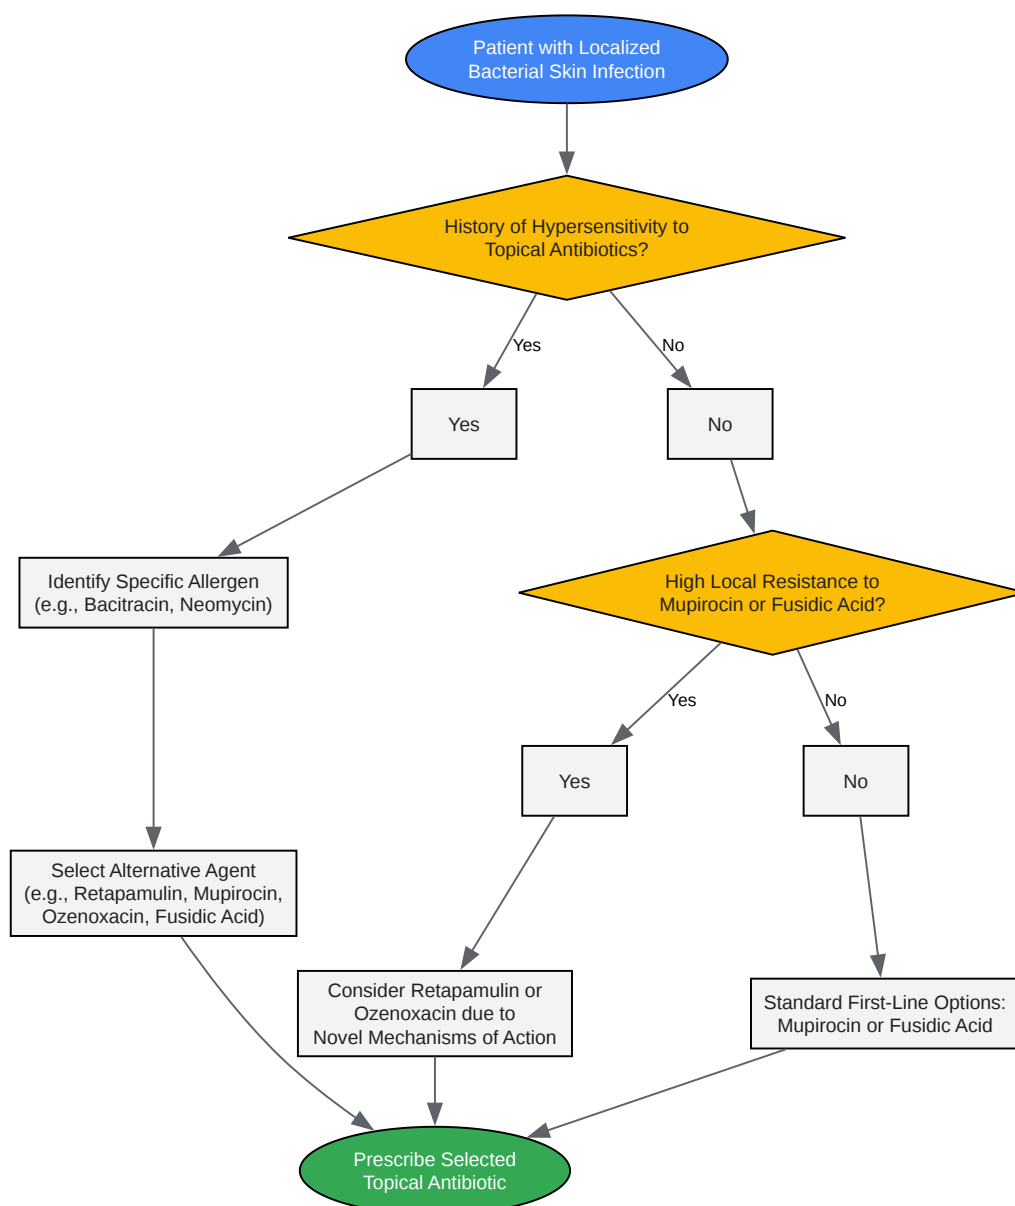 Patient with Localized
Bacterial Skin Infection
History of Hypersensitivity to
Topical Antibiotics?
Yes
No
Yes
No
Identify Specific Allergen
(e.g., Bacitracin, Neomycin)
High Local Resistance to
Mupirocin or Fusidic Acid?
Yes
No
Yes
No
Select Alternative Agent
(e.g., Retapamulin, Mupirocin,
Ozenoxacin, Fusidic Acid)
Consider Retapamulin or
Ozenoxacin due to
Novel Mechanisms of Action
Standard First-Line Options:
Mupirocin or Fusidic Acid
Prescribe Selected
Topical Antibiotic